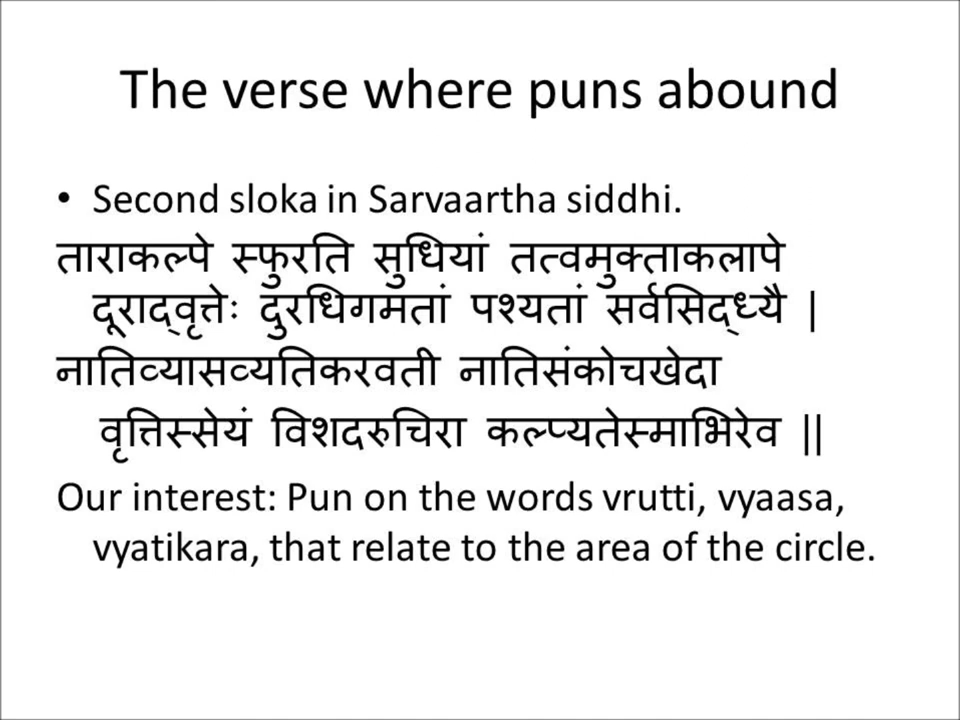 The verse where puns abound
• Second sloka in Sarvaartha siddhi.
ताराकल्पे स्फुरति सुधियां तत्वमुक्ताकलापे
दूराद्‌वृत्तेः दुरधिगमतां पश्यतां सर्वसिद्‌ध्यै |
नातिव्यासव्यतिकरवती नातिसंकोचखेदा
वृत्तिस्सेयं विशदरुचिरा कल्प्यतेस्माभिरेव ||
Our interest: Pun on the words vrutti, vyaasa,
vyatikara, that relate to the area of the circle.